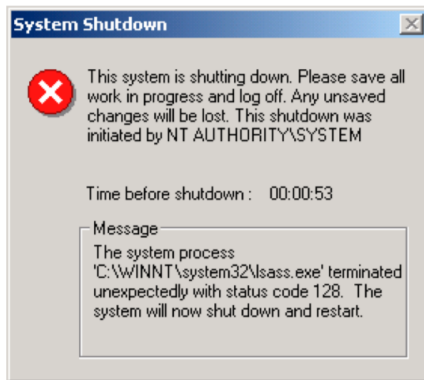 System Shutdown
This system is shutting down. Please save all
work in progress and log off. Any unsaved
changes will be lost. This shutdown was
initiated by NT AUTHORITY\SYSTEM
Time before shutdown : 00:00:53
Message
The system process
'C:\WINNT\system32\lsass.exe' terminated
unexpectedly with status code 128. The
system will now shut down and restart.